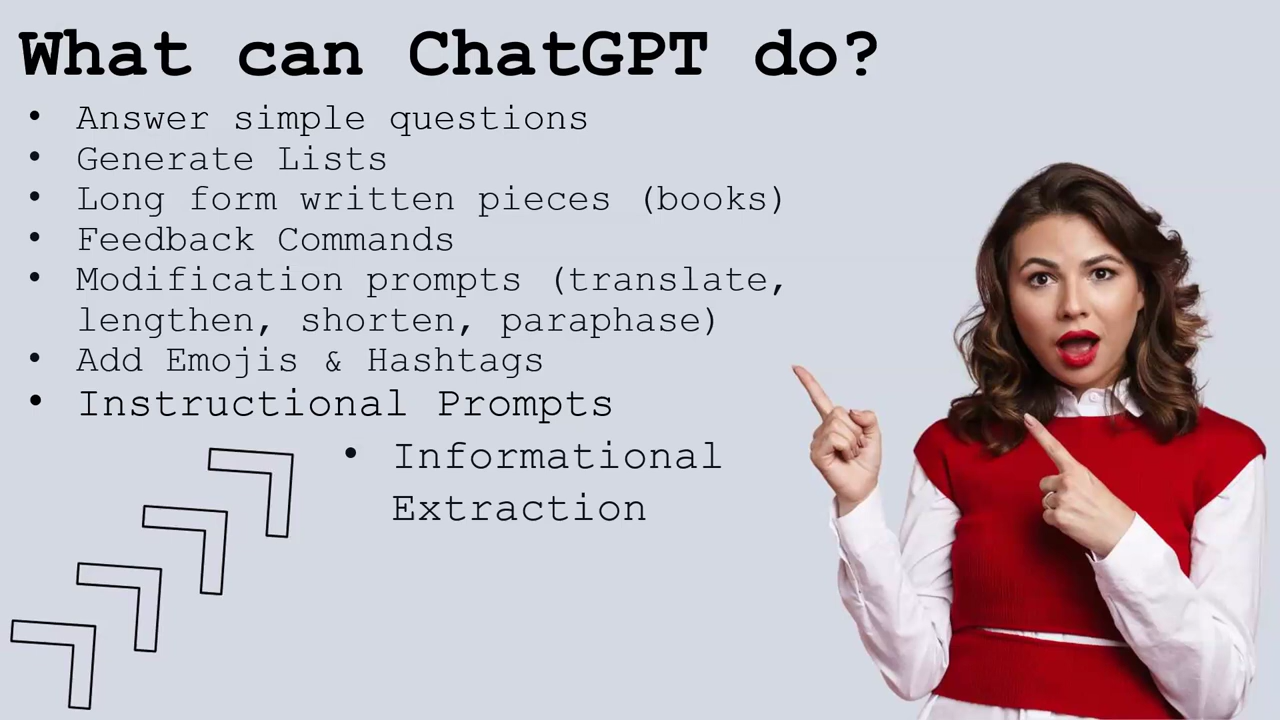 What can ChatGPT do?
• Answer simple questions
• Generate Lists
• Long form written pieces (books)
• Feedback Commands
• Modification prompts (translate,
lengthen, shorten, paraphase)
• Add Emojis & Hashtags
• Instructional Prompts
• Informational
Extraction